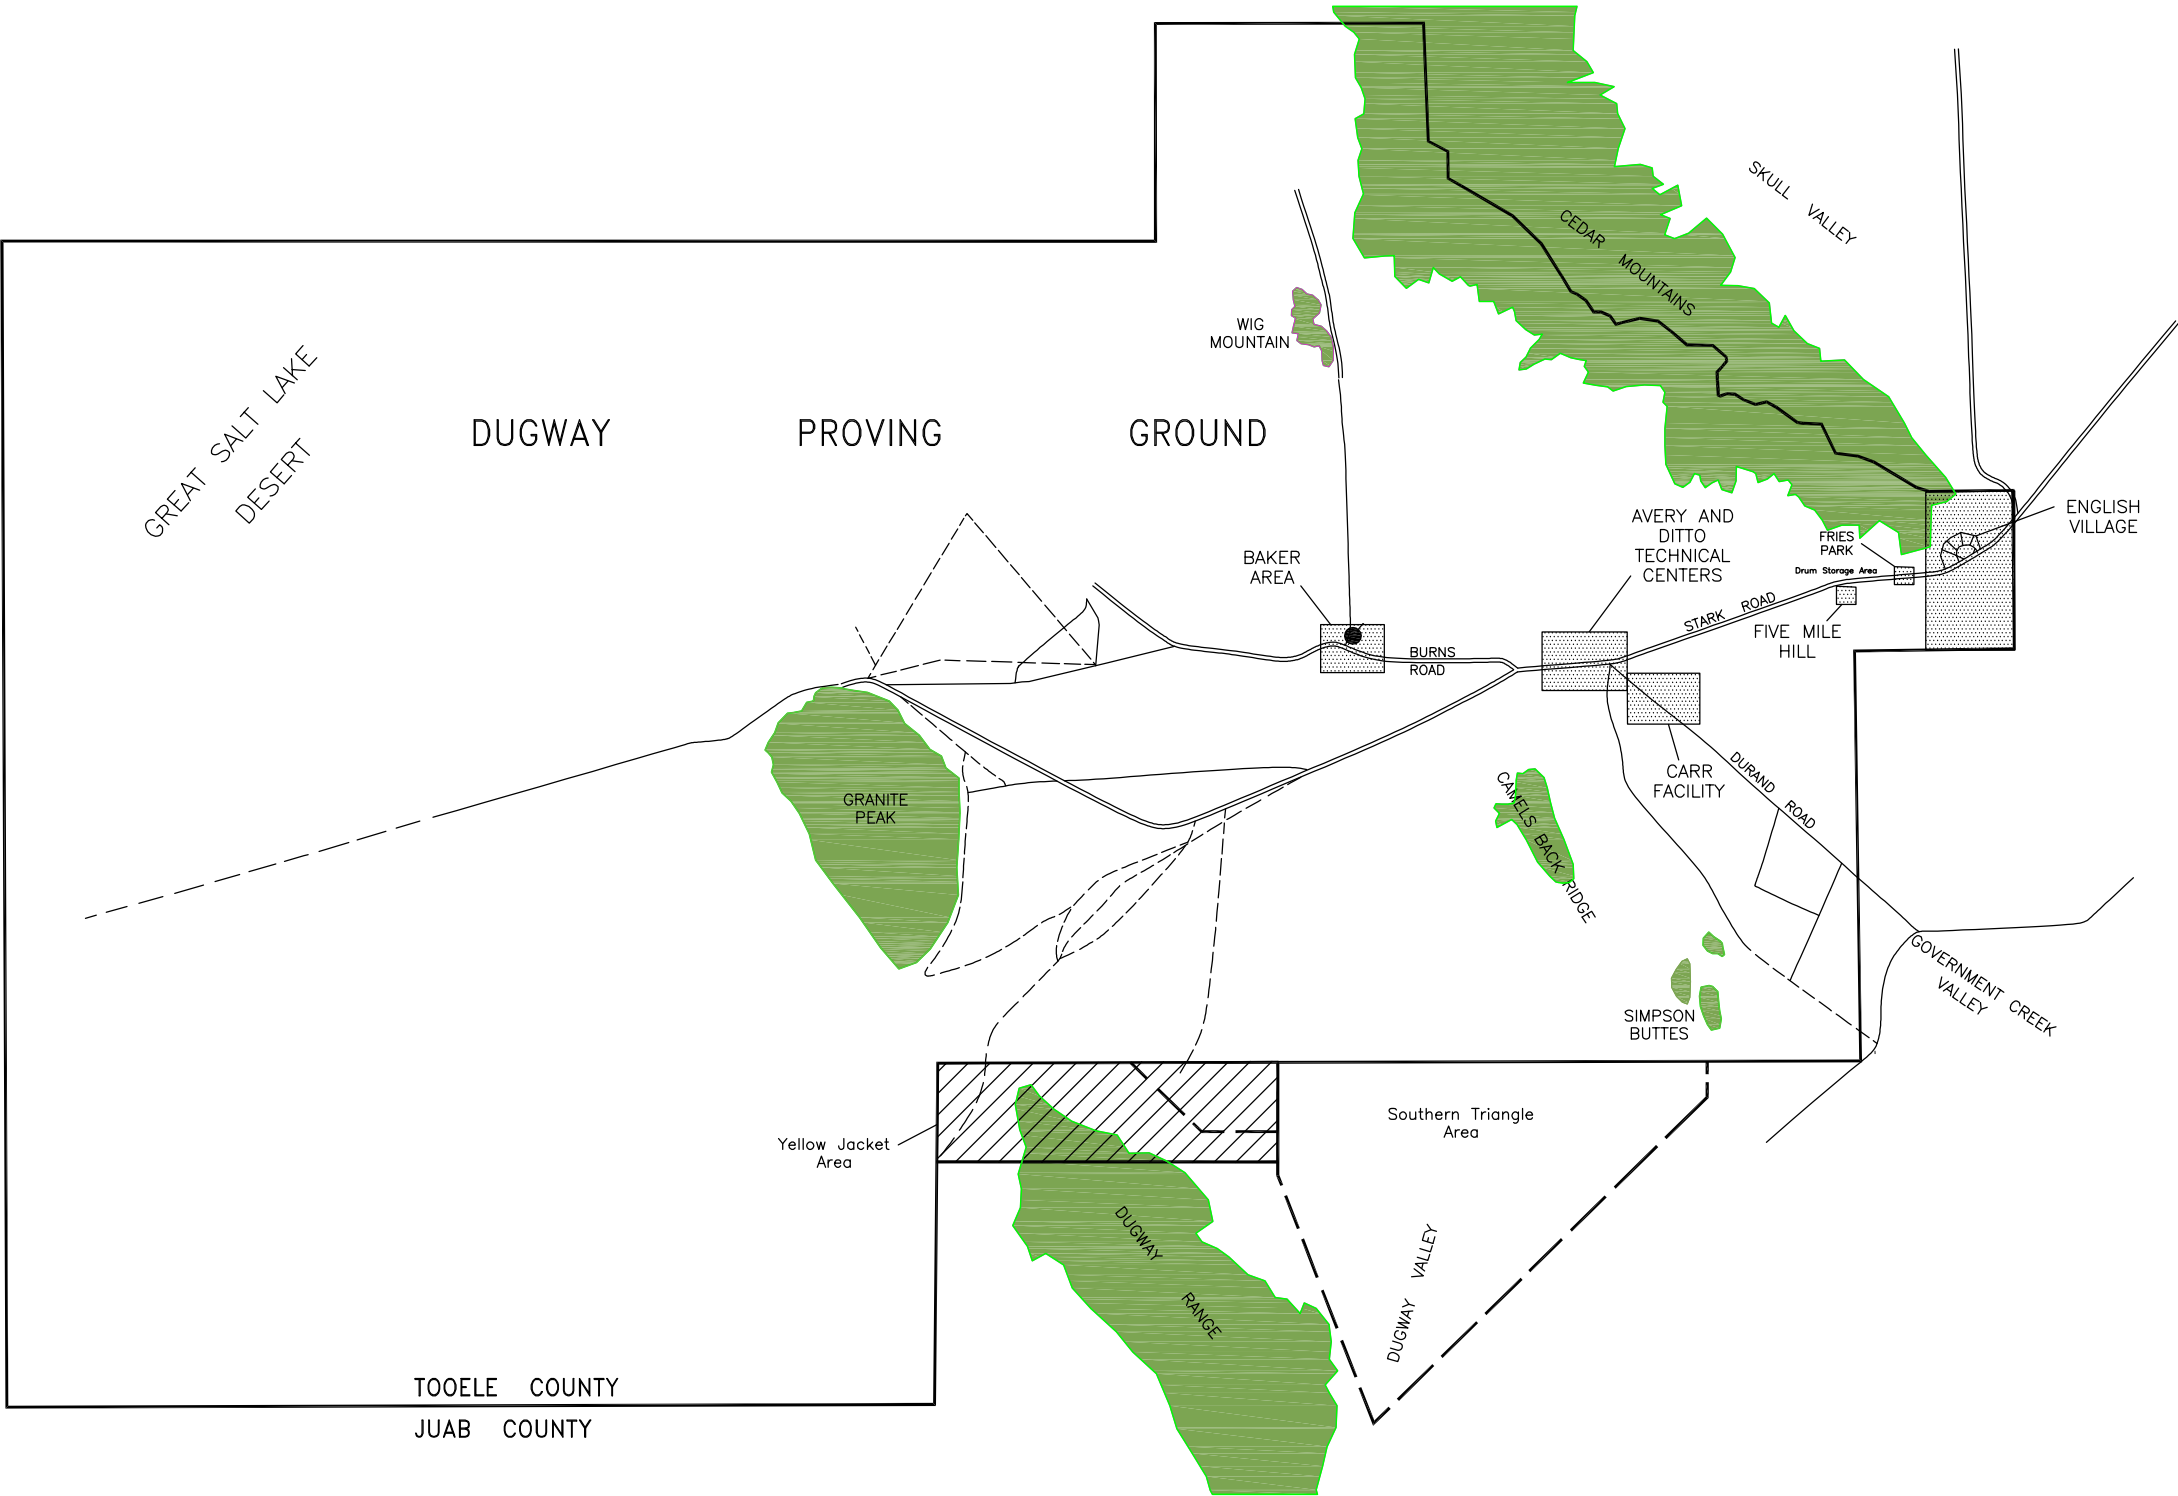 SKULL VALLEY
CEDAR
MOUNTAINS
WIG
MOUNTAIN
GREAT SALT LAKE
DESERT
DUGWAY PROVING GROUND
ENGLISH
VILLAGE
AVERY AND
DITTO
TECHNICAL
CENTERS
FRIES
PARK
Drum Storage Area
BAKER
AREA
STARK ROAD
FIVE MILE
HILL
BURNS
ROAD
CARR
FACILITY
DURAND ROAD
GRANITE
PEAK
CAMELS BACK RIDGE
GOVERNMENT CREEK
VALLEY
SIMPSON
BUTTES
Southern Triangle
Area
Yellow Jacket
Area
DUGWAY
RANGE
DUGWAY VALLEY
TOOELE COUNTY
JUAB COUNTY